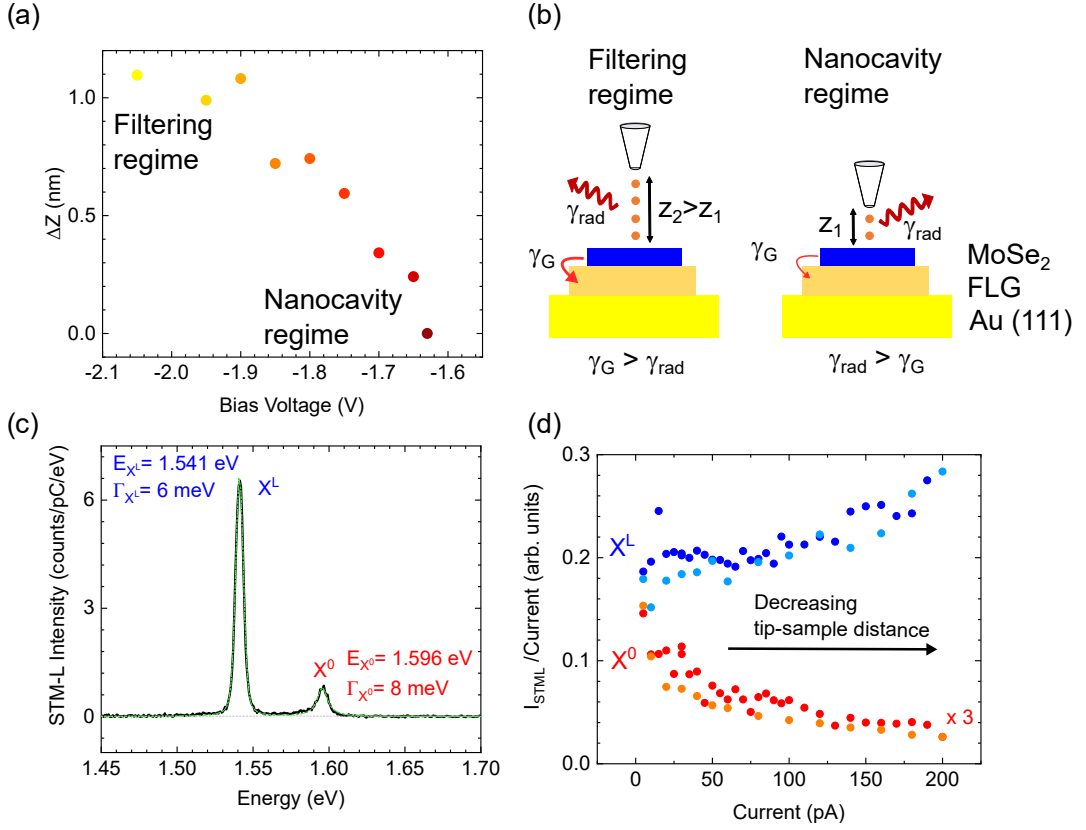 (a)
1.0
0.5
0.0
ΔZ (nm)
Filtering
regime
Nanocavity
regime
-2.1 -2.0 -1.9 -1.8 -1.7 -1.6
Bias Voltage (V)
(b)
Filtering
regime
Nanocavity
regime
γrad
Z2>Z1
γG
Z1
γrad
γG
MoSe2
FLG
Au (111)
γG > γrad
γrad > γG
(c)
STM-L Intensity (counts/pC/eV)
6
3
0
EXL= 1.541 eV
ΓXL= 6 meV
XL
X0
EX0= 1.596 eV
ΓX0= 8 meV
1.45 1.50 1.55 1.60 1.65 1.70
Energy (eV)
(d)
ISTML /Current (arb. units)
0.3
0.2
0.1
0.0
XL
Decreasing
tip-sample distance
X0
x 3
0 50 100 150 200
Current (pA)